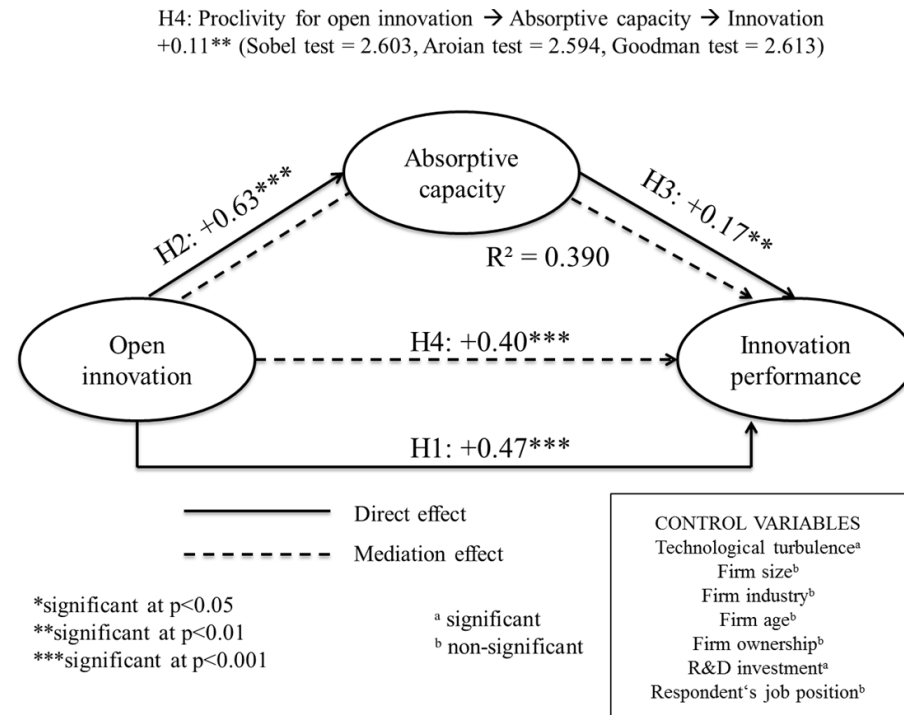 H4: Proclivity for open innovation → Absorptive capacity → Innovation
+0.11** (Sobel test = 2.603, Aroian test = 2.594, Goodman test = 2.613)
Absorptive
capacity
H2: +0.63***
H3: +0.17**
R² = 0.390
Open
innovation
H4: +0.40***
Innovation
performance
H1: +0.47***
Direct effect
Mediation effect
*significant at p<0.05
**significant at p<0.01
***significant at p<0.001
ᵃ significant
ᵇ non-significant
CONTROL VARIABLES
Technological turbulenceᵃ
Firm sizeᵇ
Firm industryᵇ
Firm ageᵇ
Firm ownershipᵇ
R&D investmentᵃ
Respondent‘s job positionᵇ